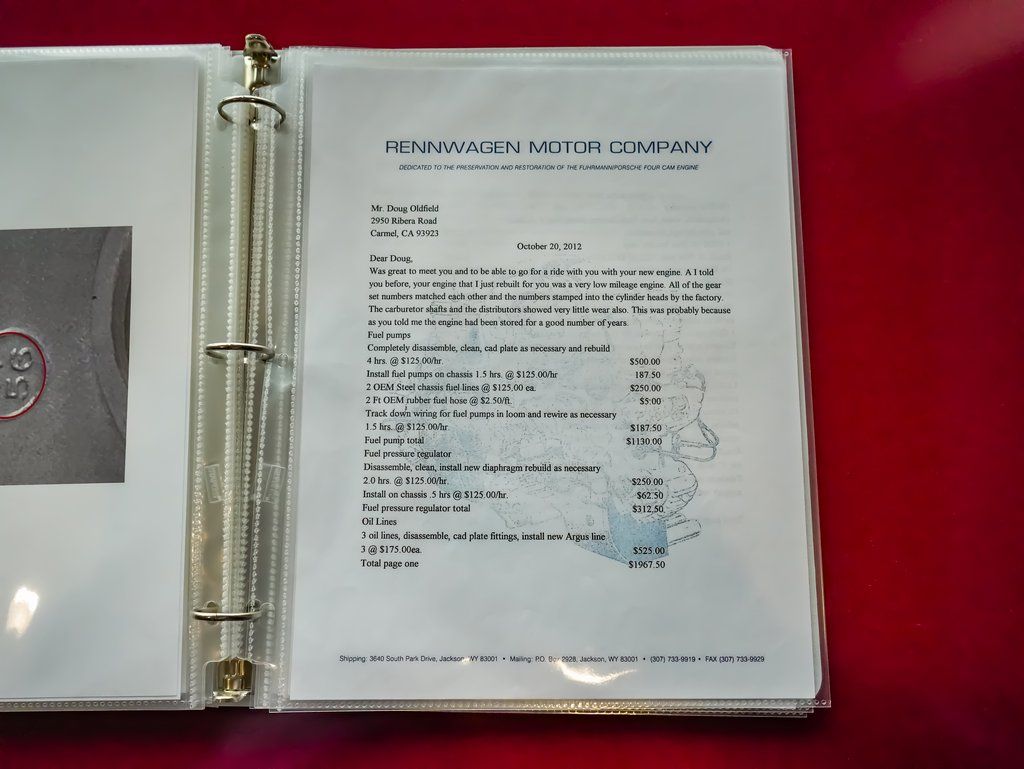 56
RENNWAGEN MOTOR COMPANY
DEDICATED TO THE PRESERVATION AND RESTORATION OF THE FUHRMANN/PORSCHE FOUR CAM ENGINE
Mr. Doug Oldfield
2950 Ribera Road
Carmel, CA 93923
October 20, 2012
Dear Doug,
Was great to meet you and to be able to go for a ride with you with your new engine. A I told
you before, your engine that I just rebuilt for you was a very low mileage engine. All of the gear
set numbers matched each other and the numbers stamped into the cylinder heads by the factory.
The carburetor shafts and the distributors showed very little wear also. This was probably because
as you told me the engine had been stored for a good number of years.
Fuel pumps
Completely disassemble, clean, cad plate as necessary and rebuild
4 hrs. @ $125.00/hr. $500.00
Install fuel pumps on chassis 1.5 hrs. @ $125.00/hr 187.50
2 OEM Steel chassis fuel lines @ $125.00 ea. $250.00
2 Ft OEM rubber fuel hose @ $2.50/ft. $5.00
Track down wiring for fuel pumps in loom and rewire as necessary
1.5 hrs. @ $125.00/hr. $187.50
Fuel pump total $1130.00
Fuel pressure regulator
Disassemble, clean, install new diaphragm rebuild as necessary
2.0 hrs. @ $125.00/hr. $250.00
Install on chassis .5 hrs @ $125.00/hr. $62.50
Fuel pressure regulator total $312.50
Oil Lines
3 oil lines, disassemble, cad plate fittings, install new Argus line
3 @ $175.00ea. $525.00
Total page one $1967.50
Shipping: 3640 South Park Drive, Jackson, WY 83001 • Mailing: P.O. Box 2928, Jackson, WY 83001 • (307) 733-9919 • FAX (307) 733-9929